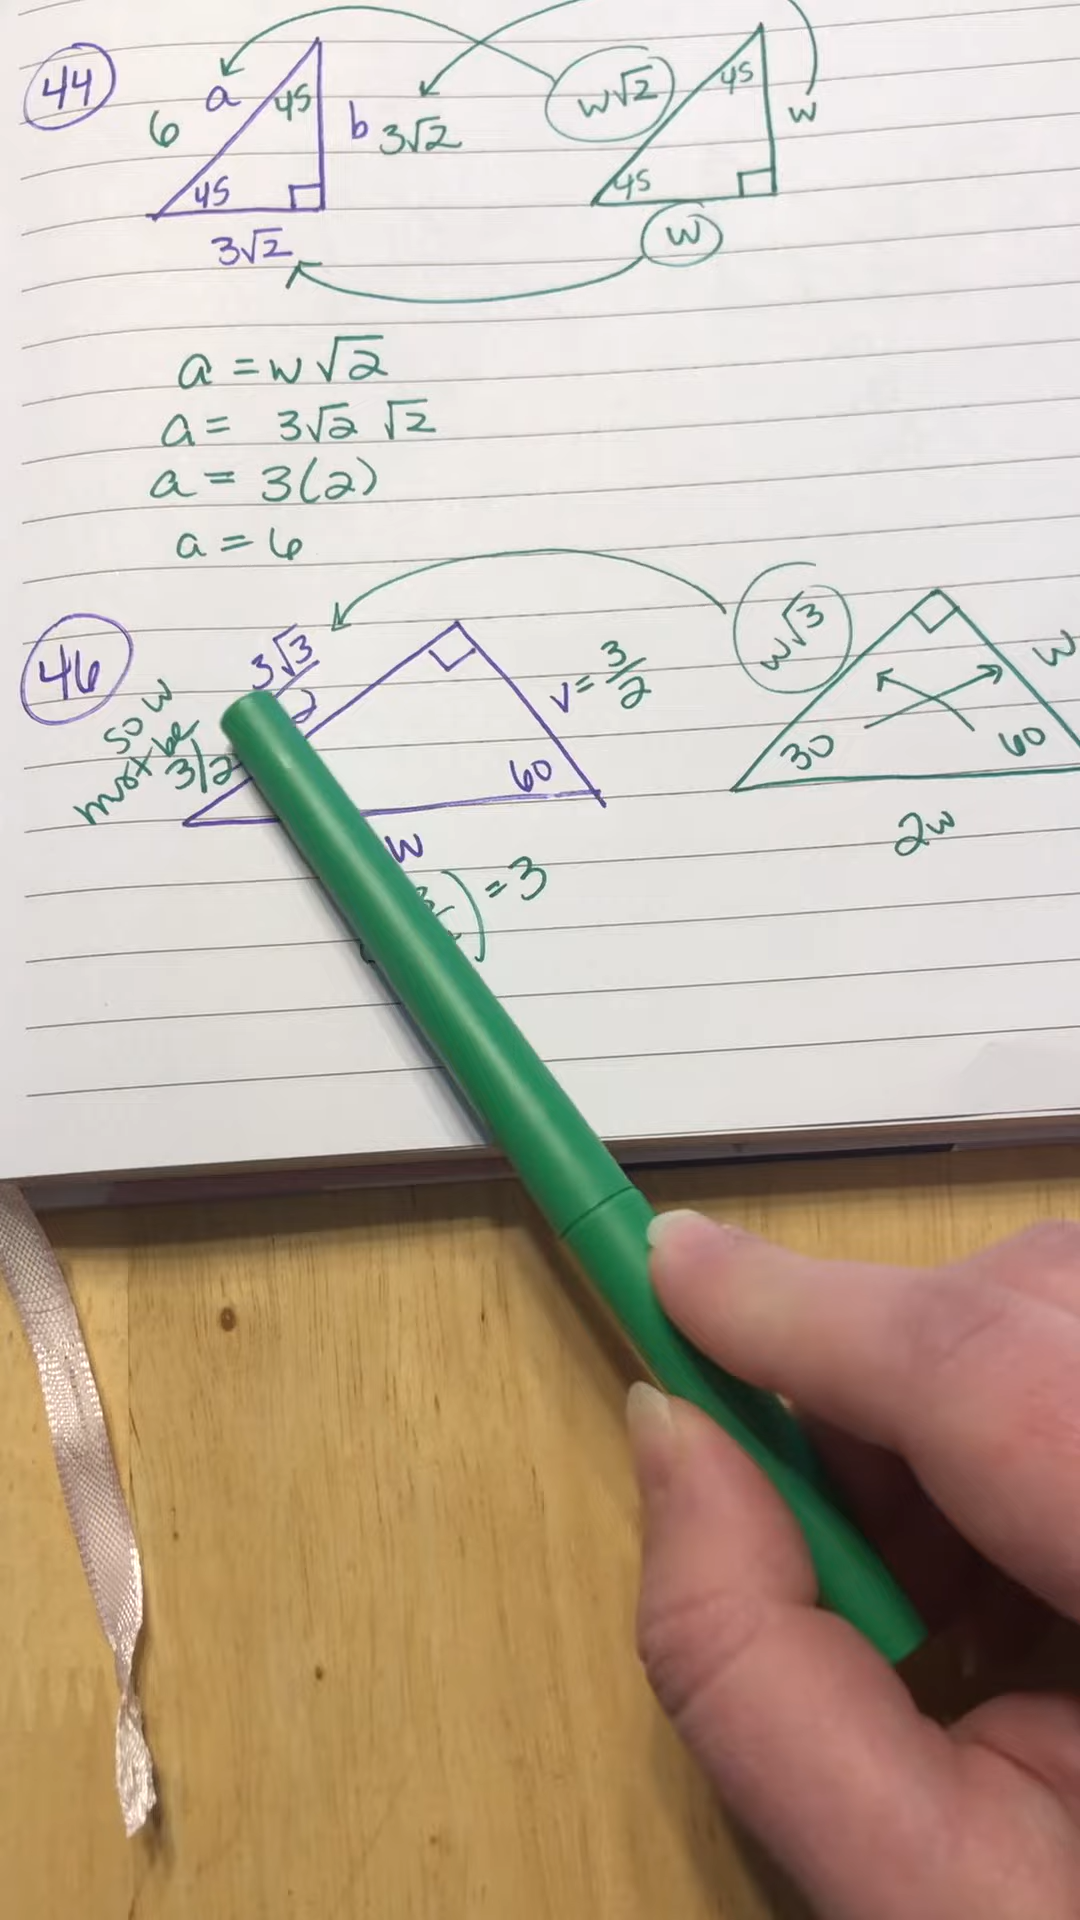 44
a
6
45
45
b
3√2
3√2
w√2
45
45
w
w
a = w√2
a = 3√2 √2
a = 3(2)
a = 6
46
3√3
2
so w
must be
3/2
v = 3/2
60
w
) = 3
w√3
w
30
60
2w